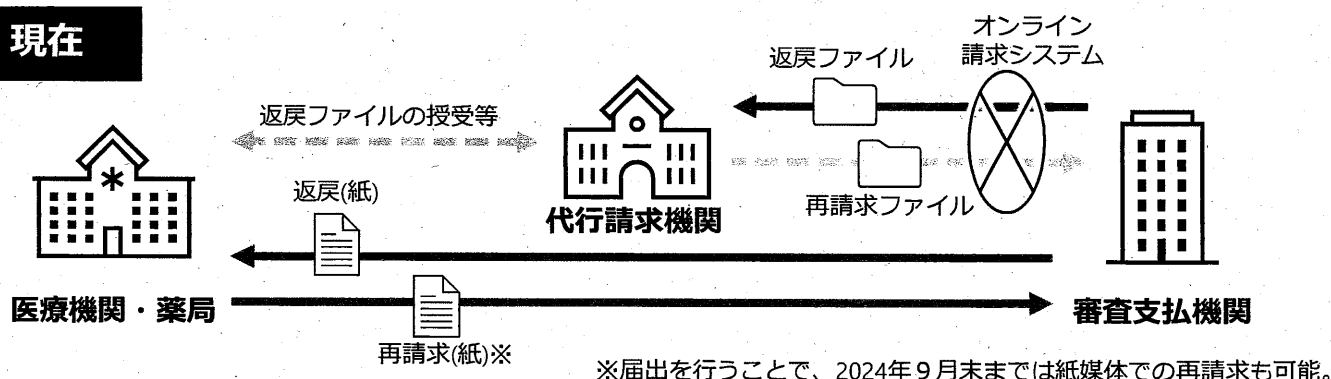 現在
オンライン
請求システム
返戻ファイル
返戻ファイルの授受等
再請求ファイル
代行請求機関
返戻(紙)
医療機関・薬局
審査支払機関
再請求(紙)※
※届出を行うことで、2024年9月末までは紙媒体での再請求も可能。